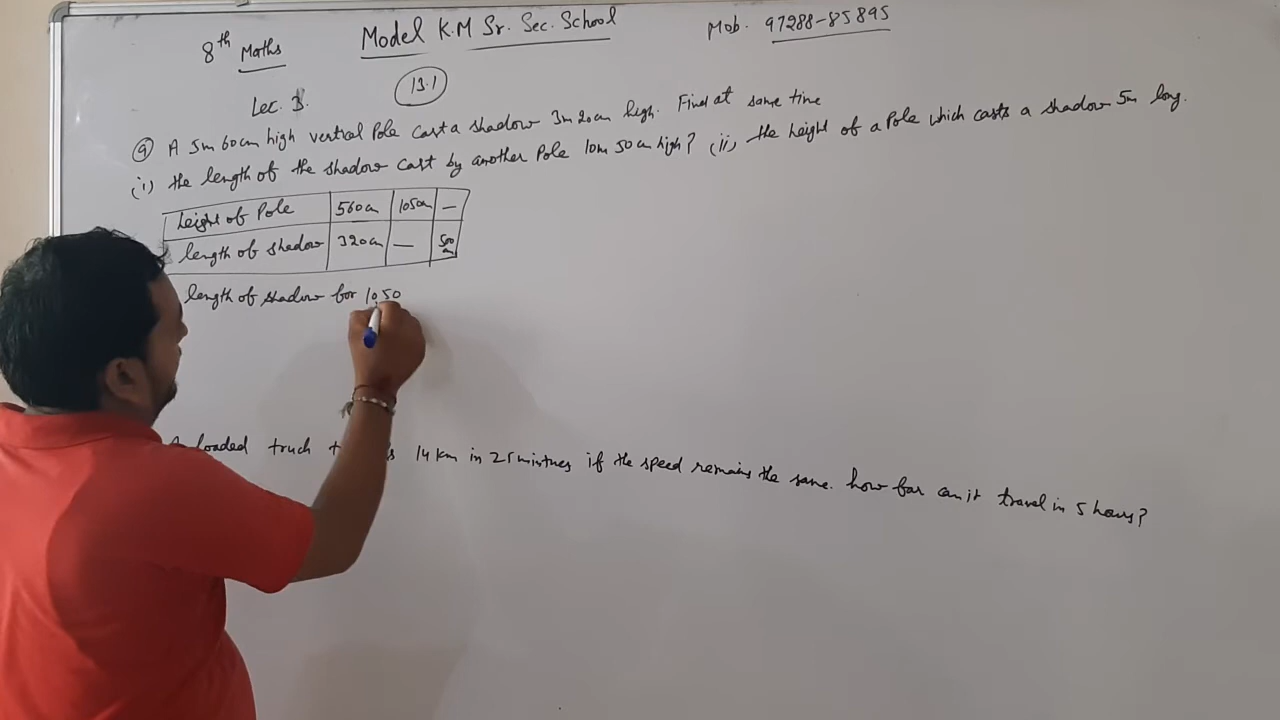 8th Maths
Model K.M Sr. Sec. School
Mob. 97288-85895
Lec. 3.
13.1
9 A 5m 60cm high vertical Pole cast a shadow 3m 20cm high. Find at same time
(i) the length of the shadow cast by another Pole 10m 50cm high? (ii) the height of a Pole which casts a shadow 5m long.
height of Pole 560cm 1050cm —
length of shadow 320cm — 500cm
length of shadow for 1050
loaded truck 14 km in 25 mintues if the speed remains the same. how far can it travel in 5 hours?